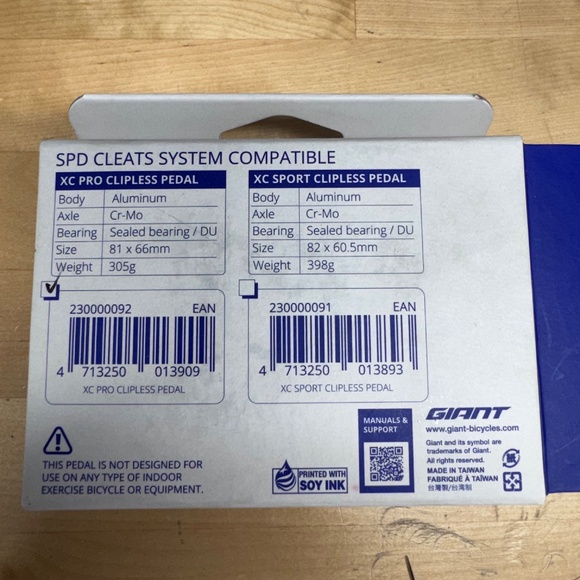 SPD CLEATS SYSTEM COMPATIBLE
XC PRO CLIPLESS PEDAL
Body Aluminum
Axle Cr-Mo
Bearing Sealed bearing / DU
Size 81 x 66mm
Weight 305g
XC SPORT CLIPLESS PEDAL
Body Aluminum
Axle Cr-Mo
Bearing Sealed bearing / DU
Size 82 x 60.5mm
Weight 398g
230000092 EAN
4 713250 013909
XC PRO CLIPLESS PEDAL
230000091 EAN
4 713250 013893
XC SPORT CLIPLESS PEDAL
THIS PEDAL IS NOT DESIGNED FOR
USE ON ANY TYPE OF INDOOR
EXERCISE BICYCLE OR EQUIPMENT.
PRINTED WITH
SOY INK
MANUALS &
SUPPORT
GIANT
www.giant-bicycles.com
Giant and its symbol are
trademarks of Giant.
All rights reserved.
MADE IN TAIWAN
FABRIQUÉ À TAÏWAN
台灣製/台湾制